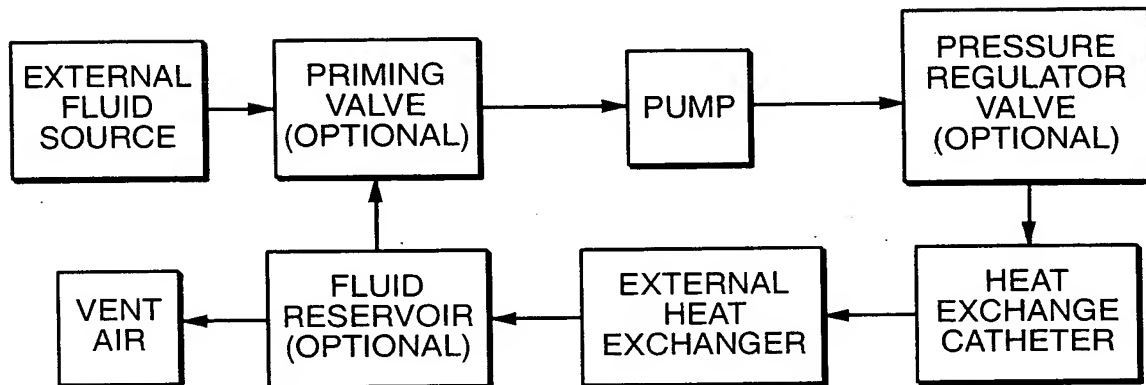 EXTERNAL
FLUID
SOURCE
PRIMING
VALVE
(OPTIONAL)
PUMP
PRESSURE
REGULATOR
VALVE
(OPTIONAL)
VENT
AIR
FLUID
RESERVOIR
(OPTIONAL)
EXTERNAL
HEAT
EXCHANGER
HEAT
EXCHANGE
CATHETER